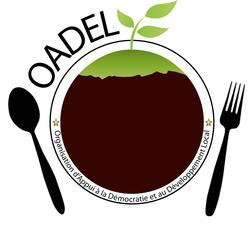 OADEL
Organisation d'Appui à la Démocratie et au Développement Local